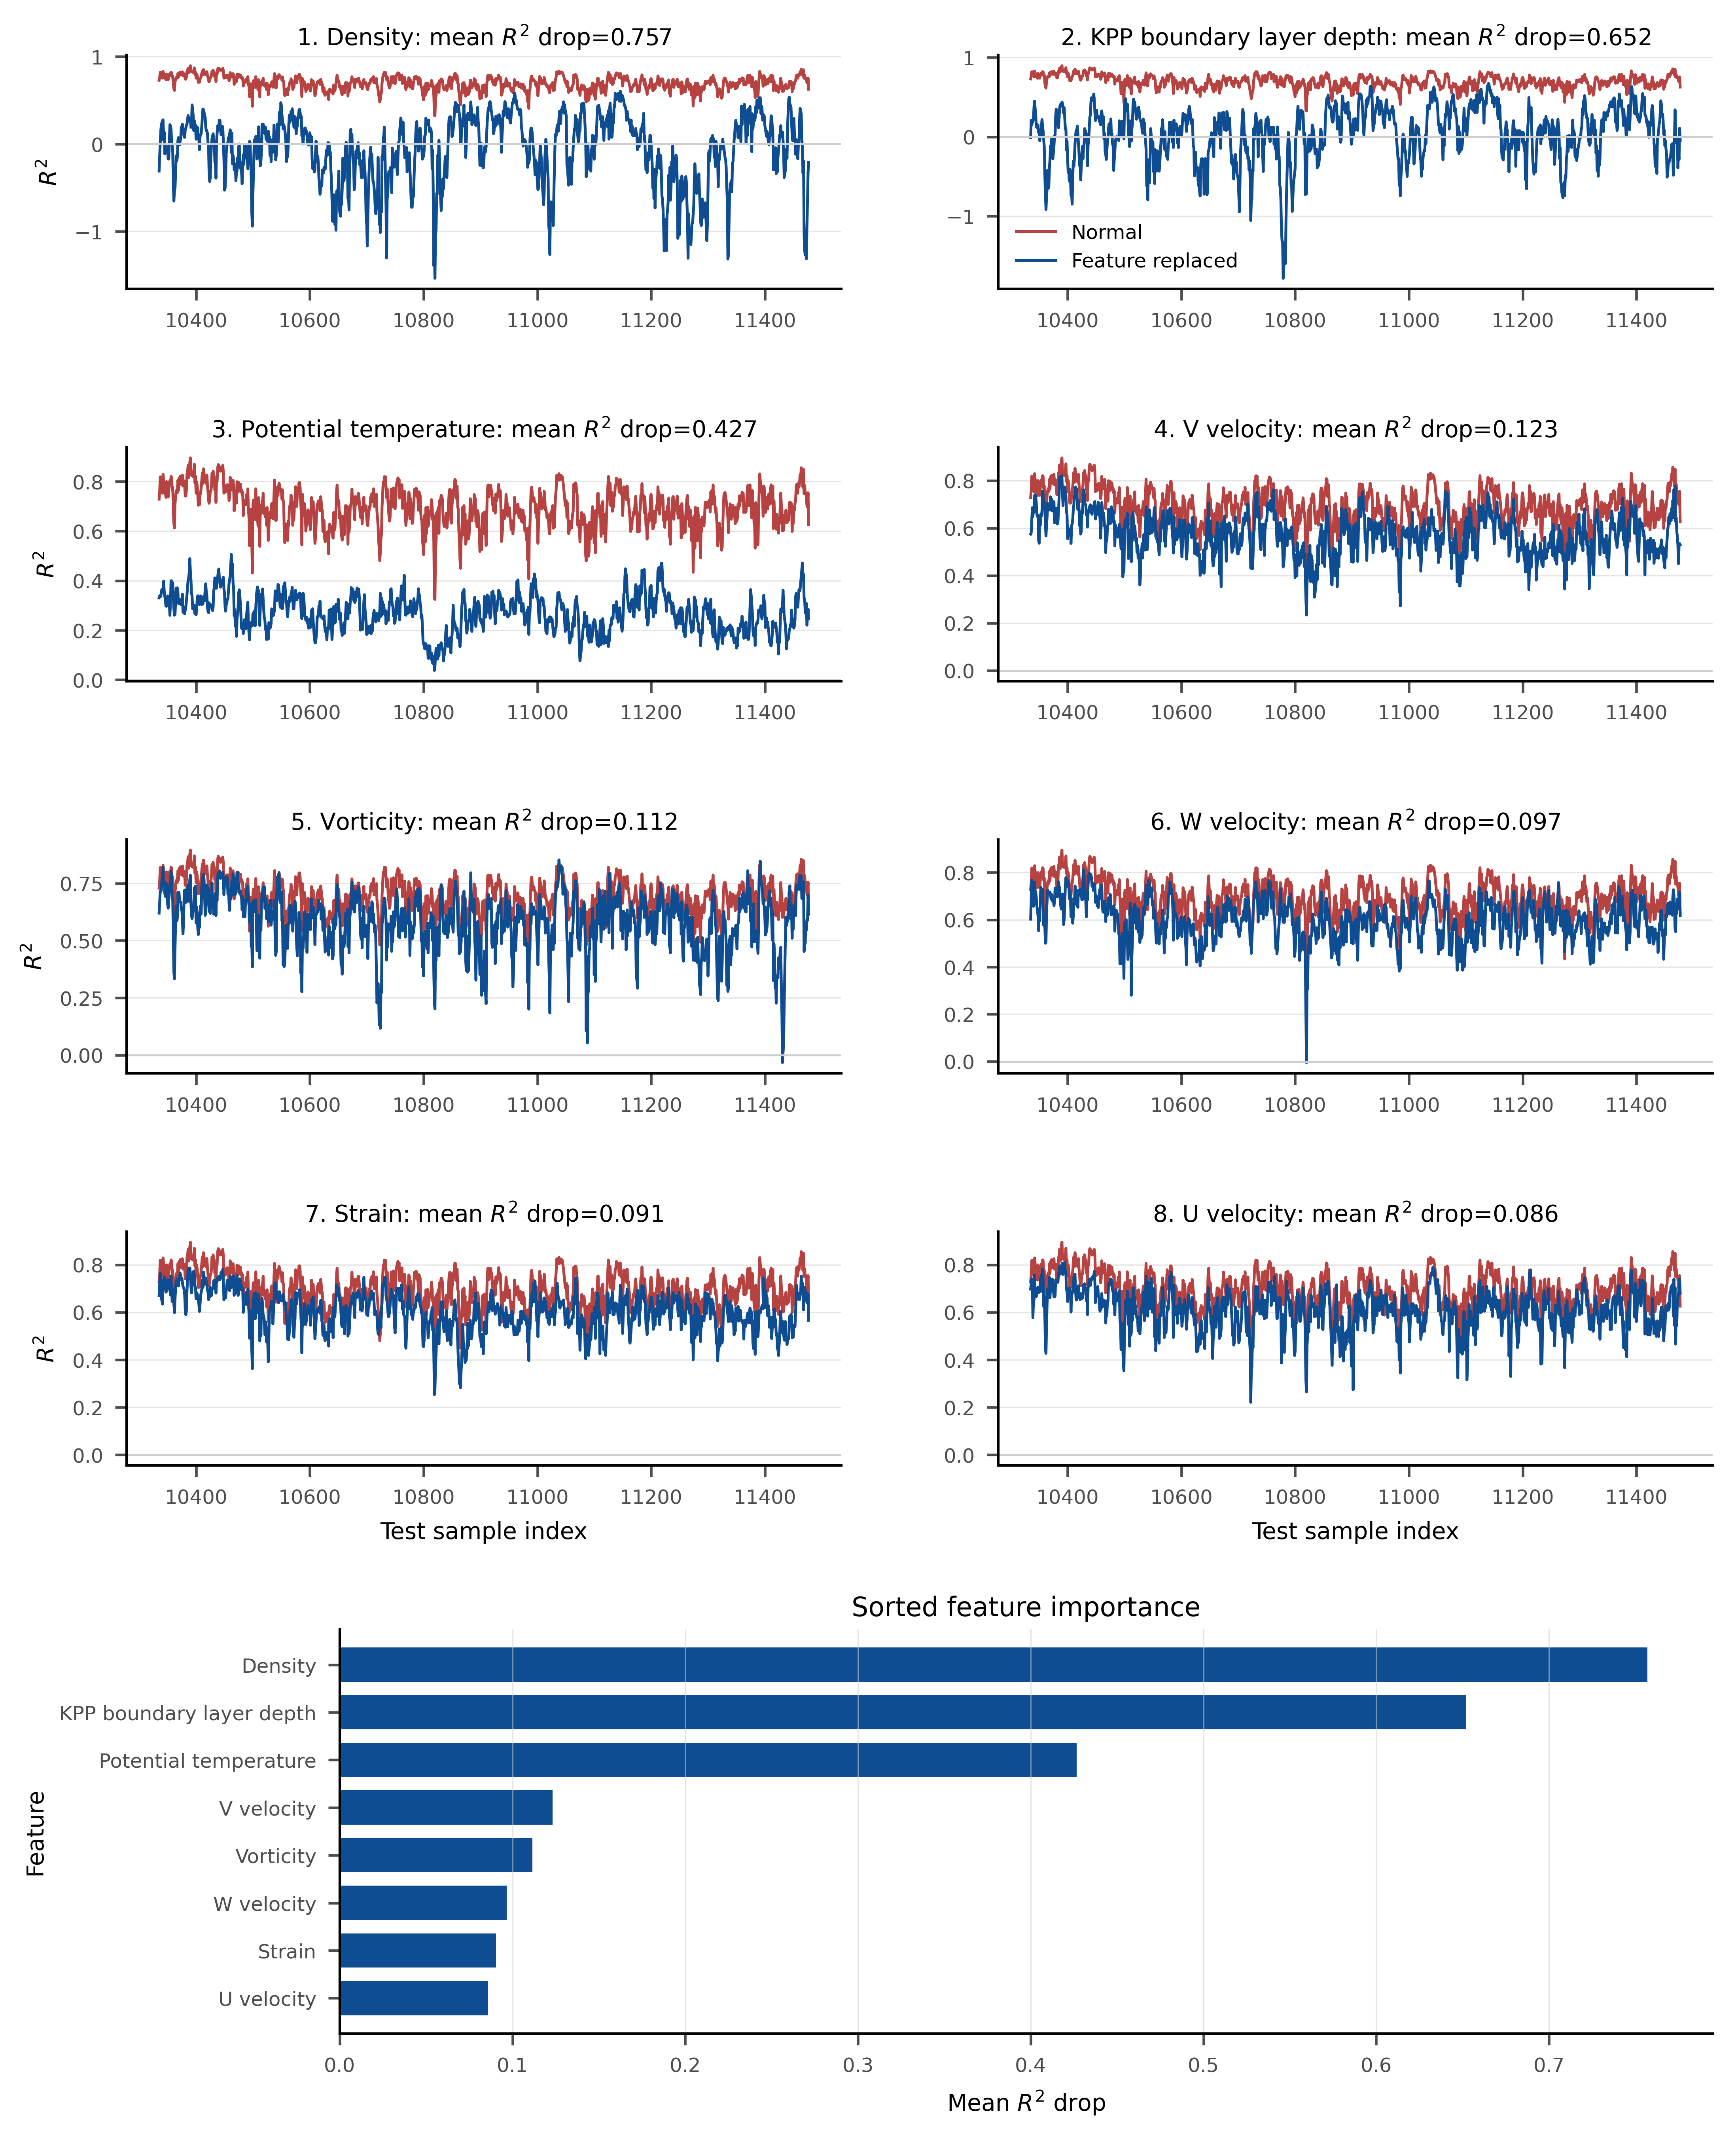 1. Density: mean R² drop=0.757
1
0
−1
R²
10400 10600 10800 11000 11200 11400
2. KPP boundary layer depth: mean R² drop=0.652
1
0
−1
Normal
Feature replaced
10400 10600 10800 11000 11200 11400
3. Potential temperature: mean R² drop=0.427
0.8
0.6
0.4
0.2
0.0
R²
10400 10600 10800 11000 11200 11400
4. V velocity: mean R² drop=0.123
0.8
0.6
0.4
0.2
0.0
10400 10600 10800 11000 11200 11400
5. Vorticity: mean R² drop=0.112
0.75
0.50
0.25
0.00
R²
10400 10600 10800 11000 11200 11400
6. W velocity: mean R² drop=0.097
0.8
0.6
0.4
0.2
0.0
10400 10600 10800 11000 11200 11400
7. Strain: mean R² drop=0.091
0.8
0.6
0.4
0.2
0.0
R²
10400 10600 10800 11000 11200 11400
Test sample index
8. U velocity: mean R² drop=0.086
0.8
0.6
0.4
0.2
0.0
10400 10600 10800 11000 11200 11400
Test sample index
Sorted feature importance
Feature
Density
KPP boundary layer depth
Potential temperature
V velocity
Vorticity
W velocity
Strain
U velocity
0.0 0.1 0.2 0.3 0.4 0.5 0.6 0.7
Mean R² drop